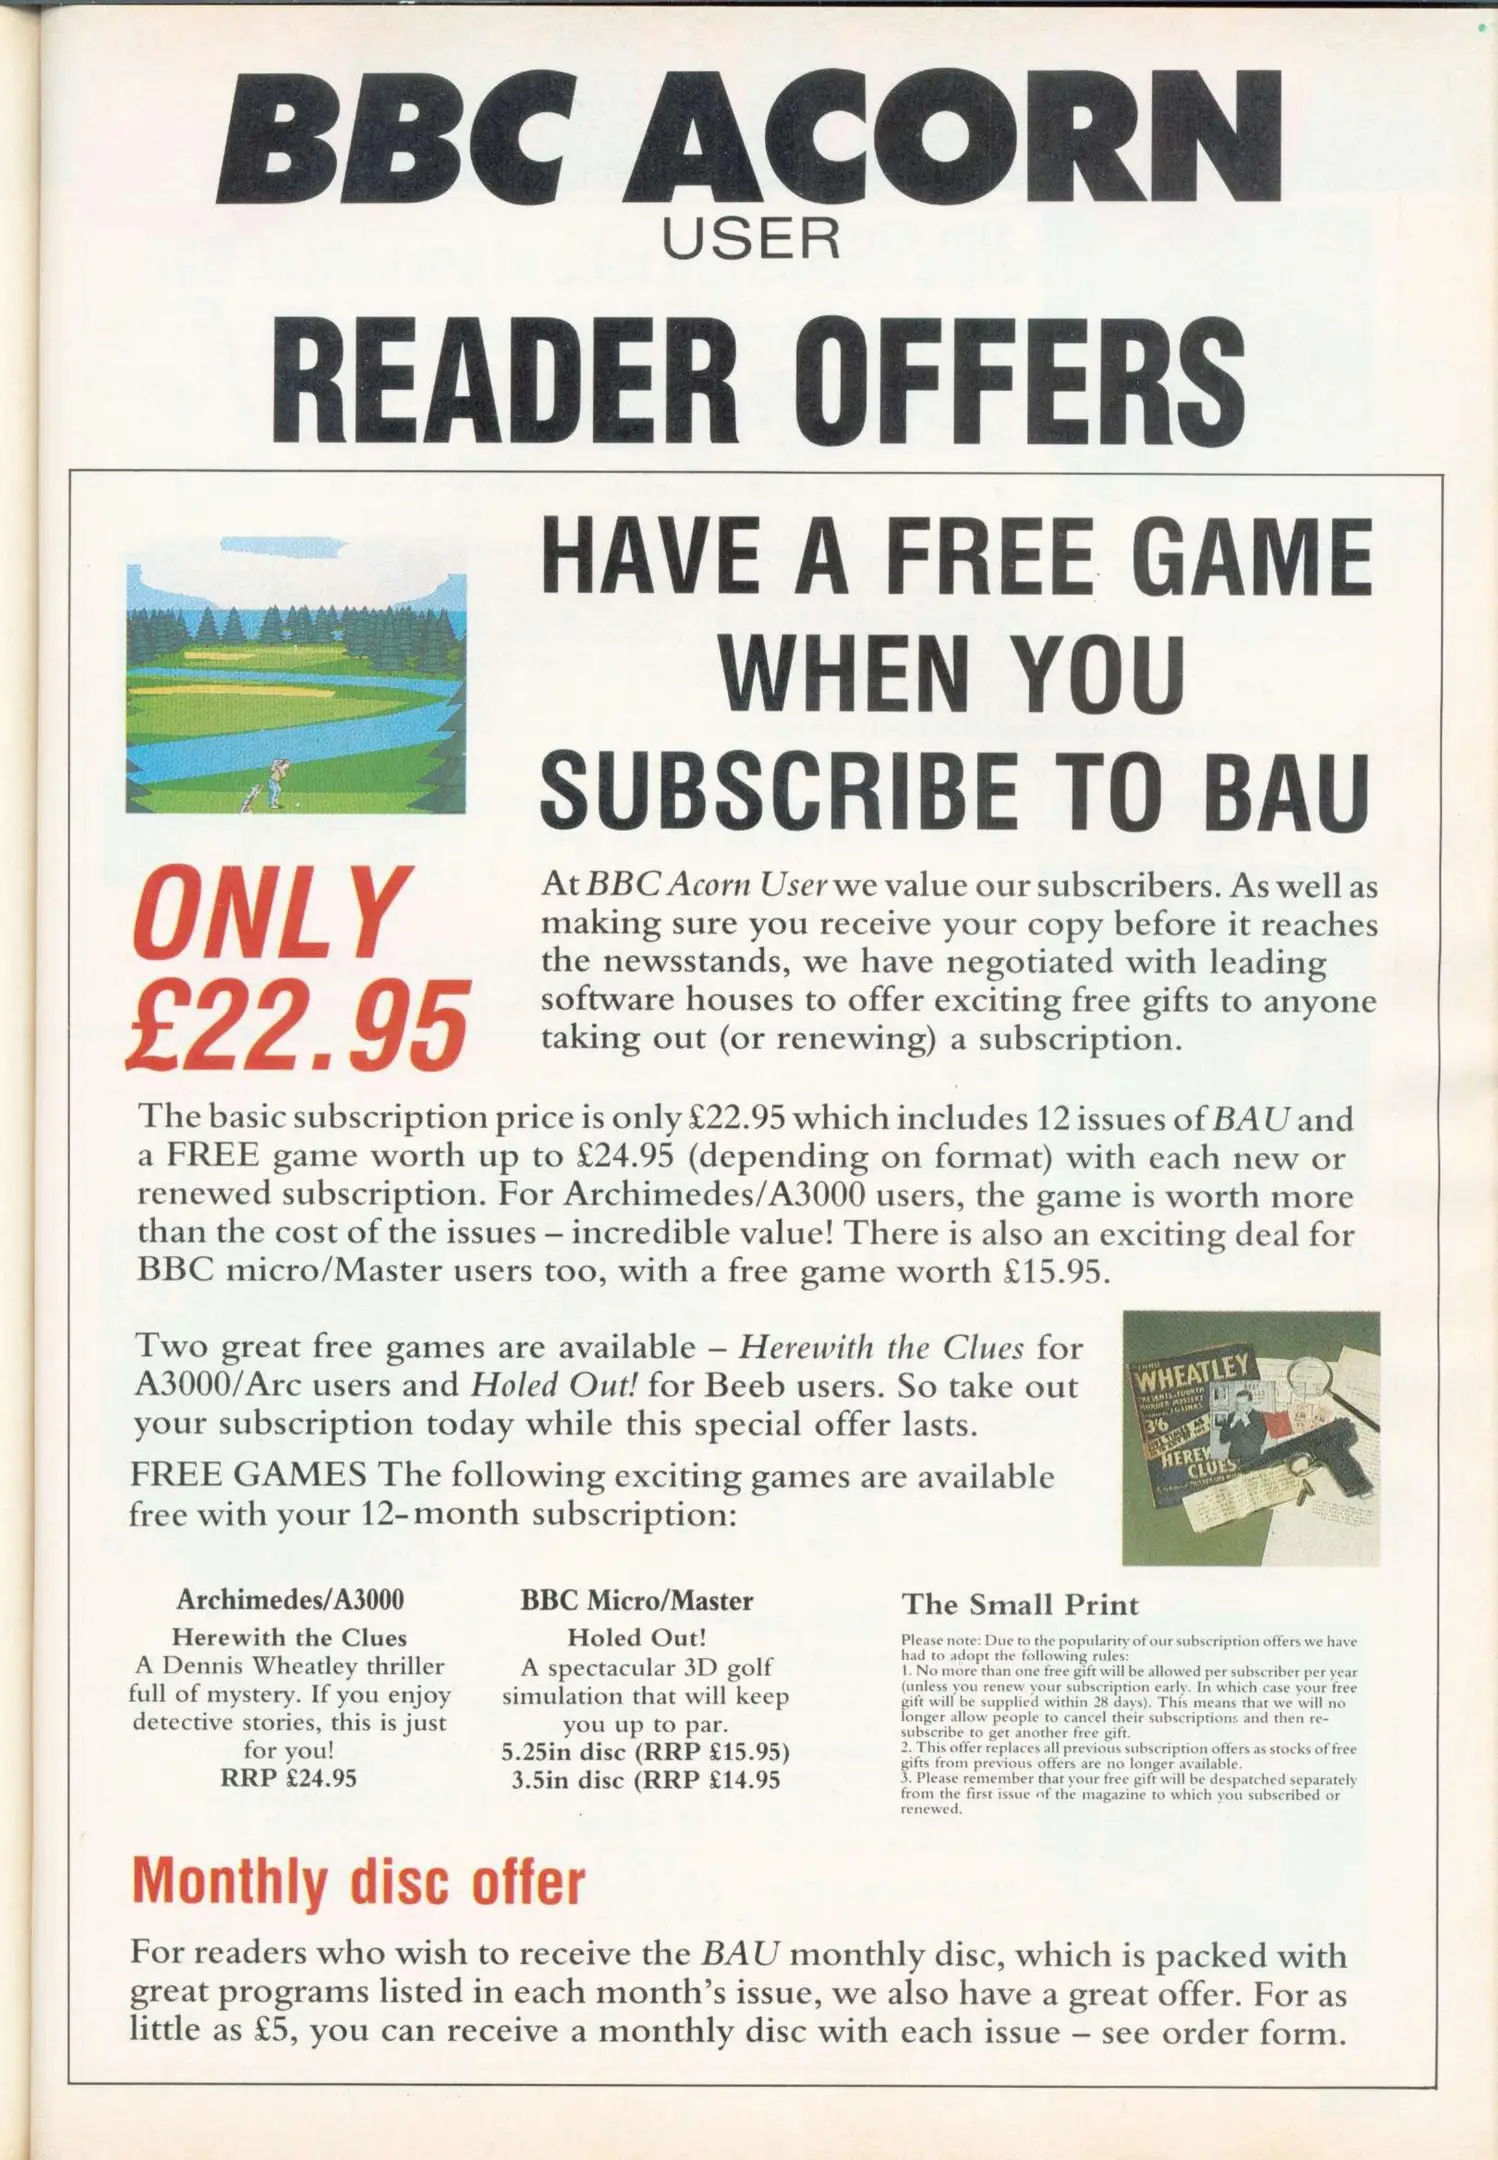 BBC ACORN
USER
READER OFFERS
HAVE A FREE GAME
WHEN YOU
SUBSCRIBE TO BAU
ONLY
£22.95
At BBC Acorn User we value our subscribers. As well as
making sure you receive your copy before it reaches
the newsstands, we have negotiated with leading
software houses to offer exciting free gifts to anyone
taking out (or renewing) a subscription.
The basic subscription price is only £22.95 which includes 12 issues of BAU and
a FREE game worth up to £24.95 (depending on format) with each new or
renewed subscription. For Archimedes/A3000 users, the game is worth more
than the cost of the issues – incredible value! There is also an exciting deal for
BBC micro/Master users too, with a free game worth £15.95.
Two great free games are available – Herewith the Clues for
A3000/Arc users and Holed Out! for Beeb users. So take out
your subscription today while this special offer lasts.
FREE GAMES The following exciting games are available
free with your 12-month subscription:
WHEATLEY
3'6
CLUES
Archimedes/A3000
Herewith the Clues
A Dennis Wheatley thriller
full of mystery. If you enjoy
detective stories, this is just
for you!
RRP £24.95
BBC Micro/Master
Holed Out!
A spectacular 3D golf
simulation that will keep
you up to par.
5.25in disc (RRP £15.95)
3.5in disc (RRP £14.95
The Small Print
Please note: Due to the popularity of our subscription offers we have
had to adopt the following rules:
1. No more than one free gift will be allowed per subscriber per year
(unless you renew your subscription early. In which case your free
gift will be supplied within 28 days). This means that we will no
longer allow people to cancel their subscriptions and then re-
subscribe to get another free gift.
2. This offer replaces all previous subscription offers as stocks of free
gifts from previous offers are no longer available.
3. Please remember that your free gift will be despatched separately
from the first issue of the magazine to which you subscribed or
renewed.
Monthly disc offer
For readers who wish to receive the BAU monthly disc, which is packed with
great programs listed in each month's issue, we also have a great offer. For as
little as £5, you can receive a monthly disc with each issue – see order form.